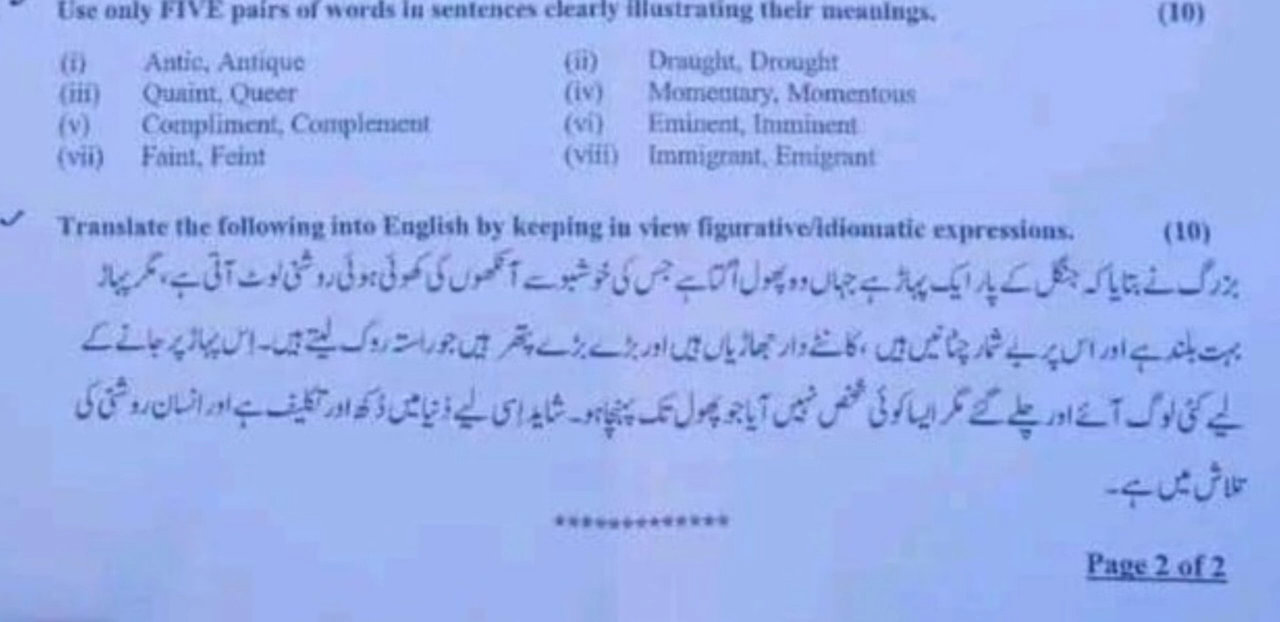 Use only FIVE pairs of words in sentences clearly illustrating their meanings. (10)
(i) Antic, Antique (ii) Draught, Drought
(iii) Quaint, Queer (iv) Momentary, Momentous
(v) Compliment, Complement (vi) Eminent, Imminent
(vii) Faint, Feint (viii) Immigrant, Emigrant
Translate the following into English by keeping in view figurative/idiomatic expressions. (10)
بزرگ نے بتایا کہ جنگل کے پار ایک پہاڑ ہے جہاں وہ پھول اُگتا ہے جس کی خوشبو سے آنکھوں کی کھوئی ہوئی روشنی لوٹ آتی ہے، مگر پہاڑ
بہت بلند ہے اور اس پر بے شمار چٹانیں ہیں، کانٹے دار جھاڑیاں ہیں اور بڑے بڑے پتھر ہیں جو راستہ روک لیتے ہیں۔ اس پہاڑ پر جانے کے
لیے کئی لوگ آئے اور چلے گئے مگر ایسا کوئی شخص نہیں آیا جو پھول تک پہنچا ہو۔ شاید اسی لیے دُنیا میں دُکھ اور تکلیف ہے اور انسان روشنی کی
تلاش میں ہے۔
*************
Page 2 of 2